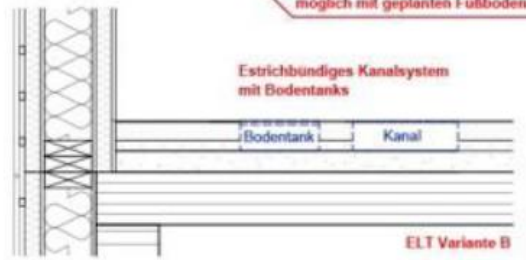 möglich mit geplanten Fußboden
Estrichbündiges Kanalsystem
mit Bodentanks
Bodentank
Kanal
ELT Variante B